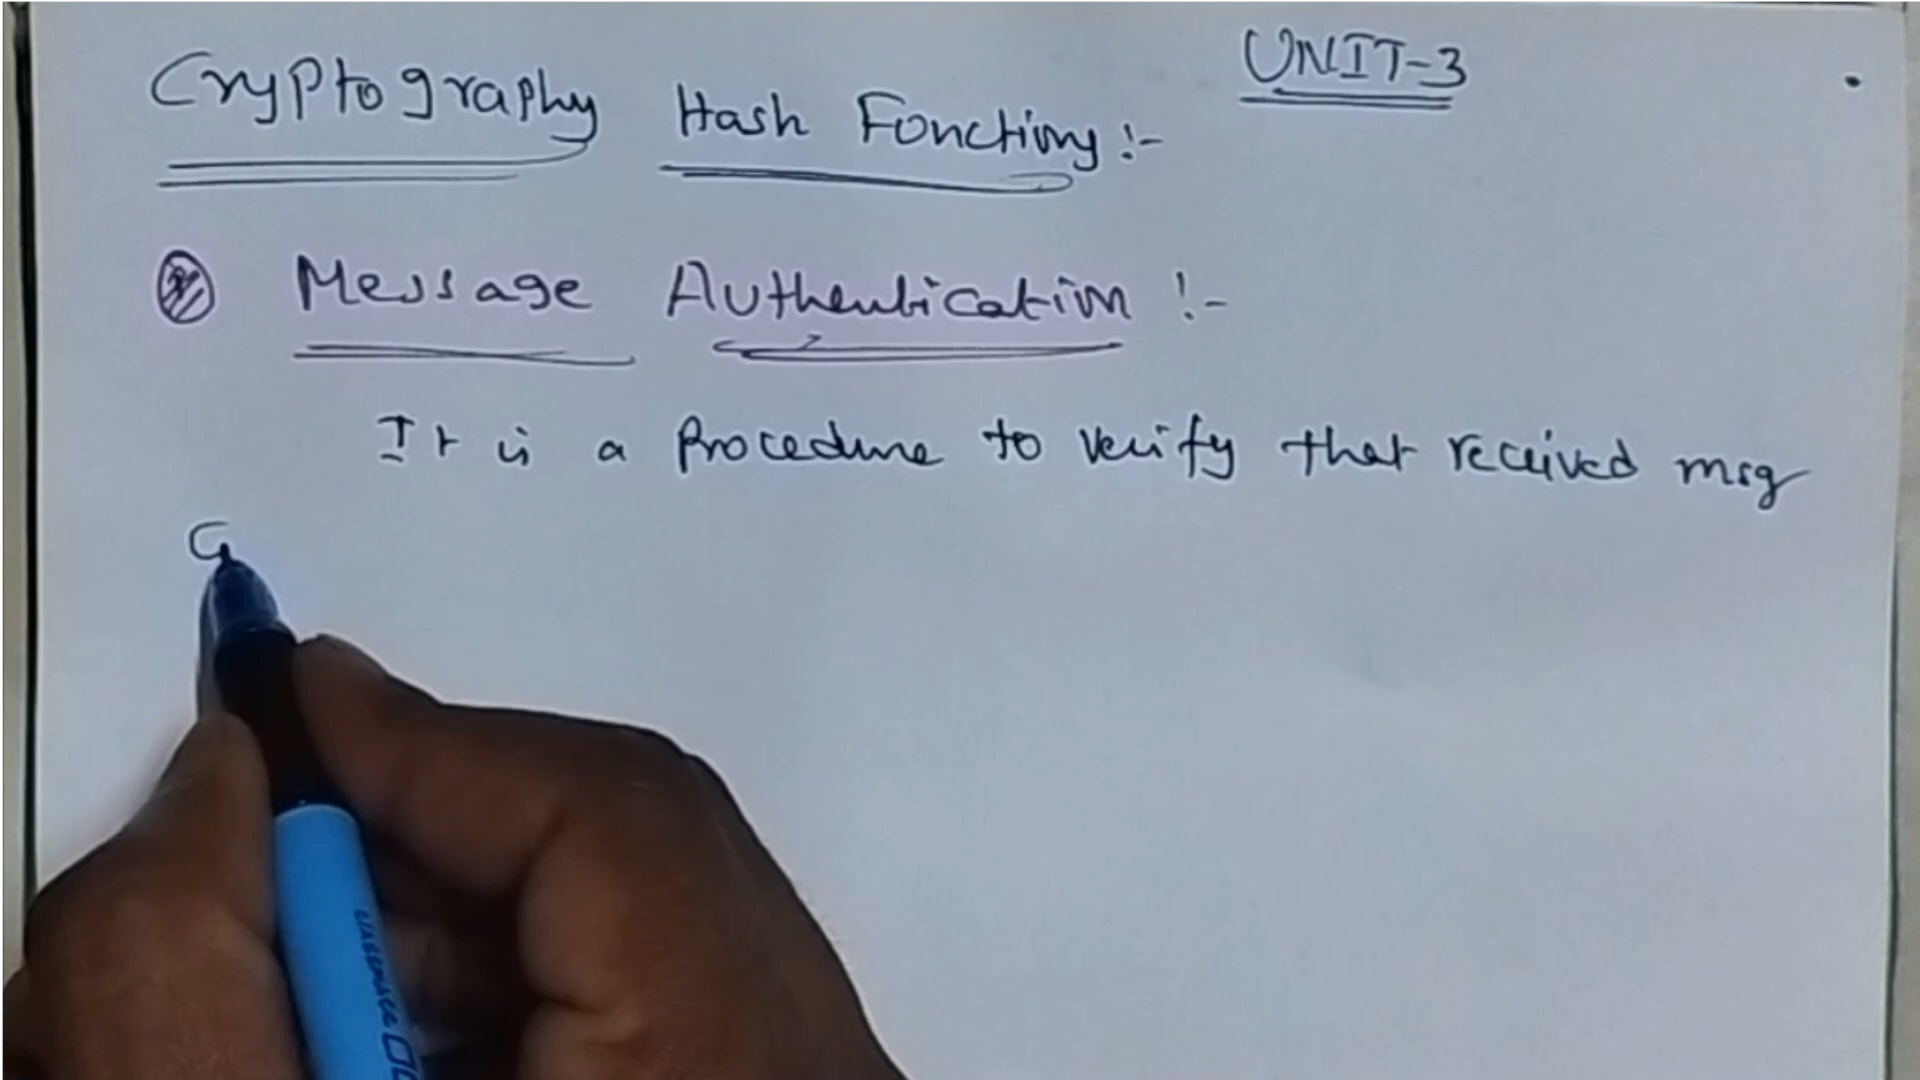 UNIT-3
Cryptography Hash Functions:-
Message Authentication :-
It is a Procedure to verify that received msg